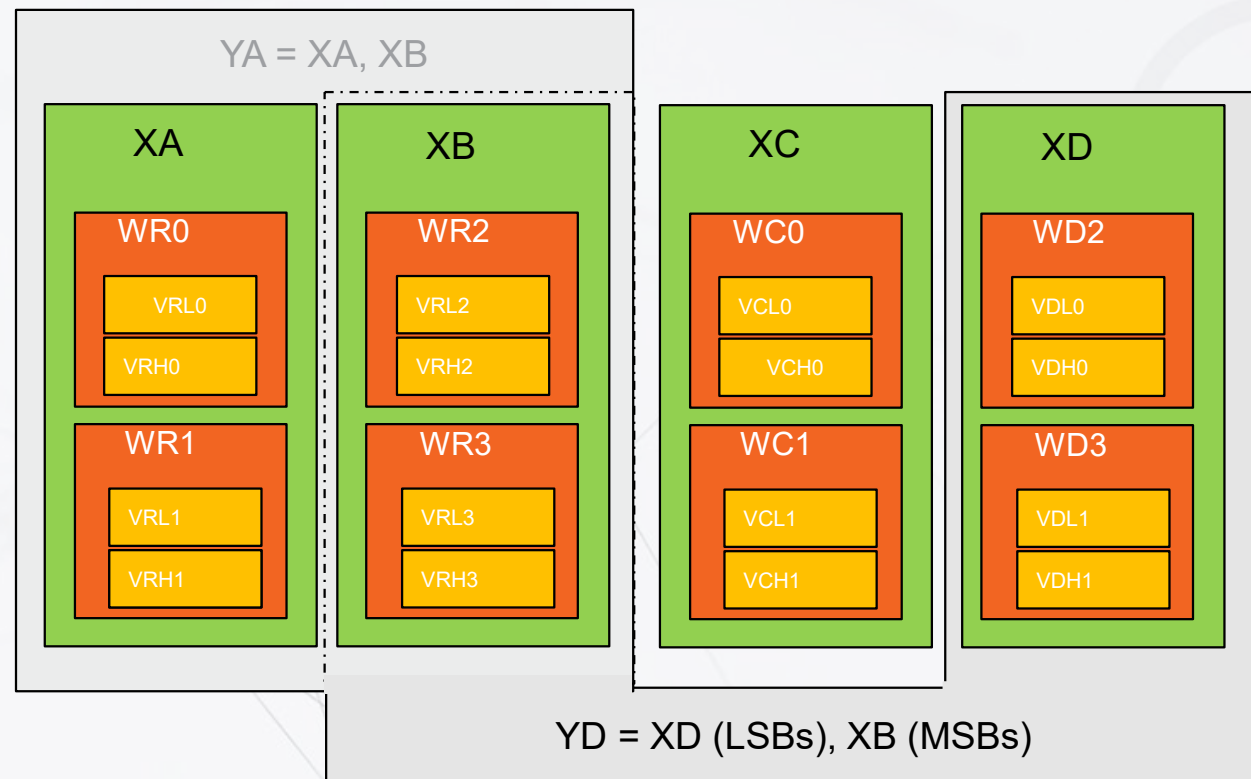 YA = XA, XB
XA
WR0
VRL0
VRH0
WR1
VRL1
VRH1
XB
WR2
VRL2
VRH2
WR3
VRL3
VRH3
XC
WC0
VCL0
VCH0
WC1
VCL1
VCH1
XD
WD2
VDL0
VDH0
WD3
VDL1
VDH1
YD = XD (LSBs), XB (MSBs)